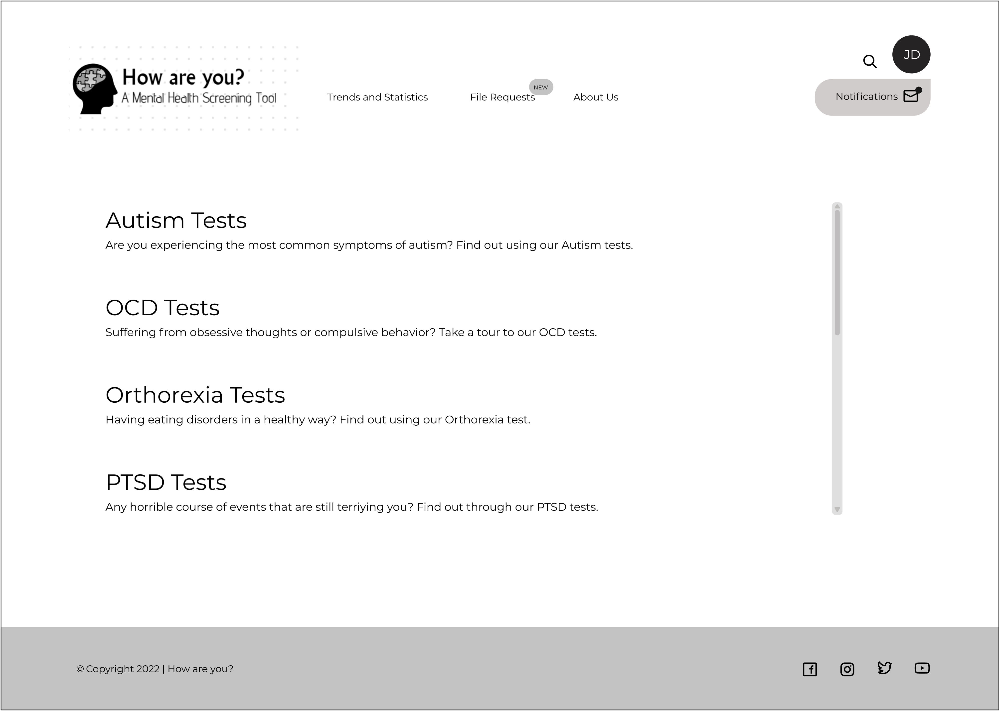 How are you?
A Mental Health Screening Tool
Trends and Statistics
File Requests
NEW
About Us
JD
Notifications
Autism Tests
Are you experiencing the most common symptoms of autism? Find out using our Autism tests.
OCD Tests
Suffering from obsessive thoughts or compulsive behavior? Take a tour to our OCD tests.
Orthorexia Tests
Having eating disorders in a healthy way? Find out using our Orthorexia test.
PTSD Tests
Any horrible course of events that are still terriying you? Find out through our PTSD tests.
© Copyright 2022 | How are you?